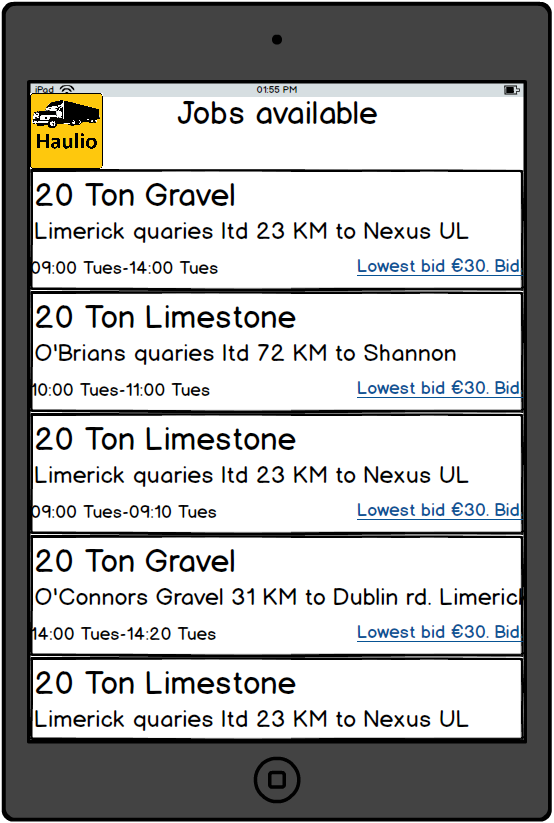 iPad
01:55 PM
Haulio
Jobs available
20 Ton Gravel
Limerick quaries ltd 23 KM to Nexus UL
09:00 Tues-14:00 Tues
Lowest bid €30. Bid
20 Ton Limestone
O'Brians quaries ltd 72 KM to Shannon
10:00 Tues-11:00 Tues
Lowest bid €30. Bid
20 Ton Limestone
Limerick quaries ltd 23 KM to Nexus UL
09:00 Tues-09:10 Tues
Lowest bid €30. Bid
20 Ton Gravel
O'Connors Gravel 31 KM to Dublin rd. Limerick
14:00 Tues-14:20 Tues
Lowest bid €30. Bid
20 Ton Limestone
Limerick quaries ltd 23 KM to Nexus UL